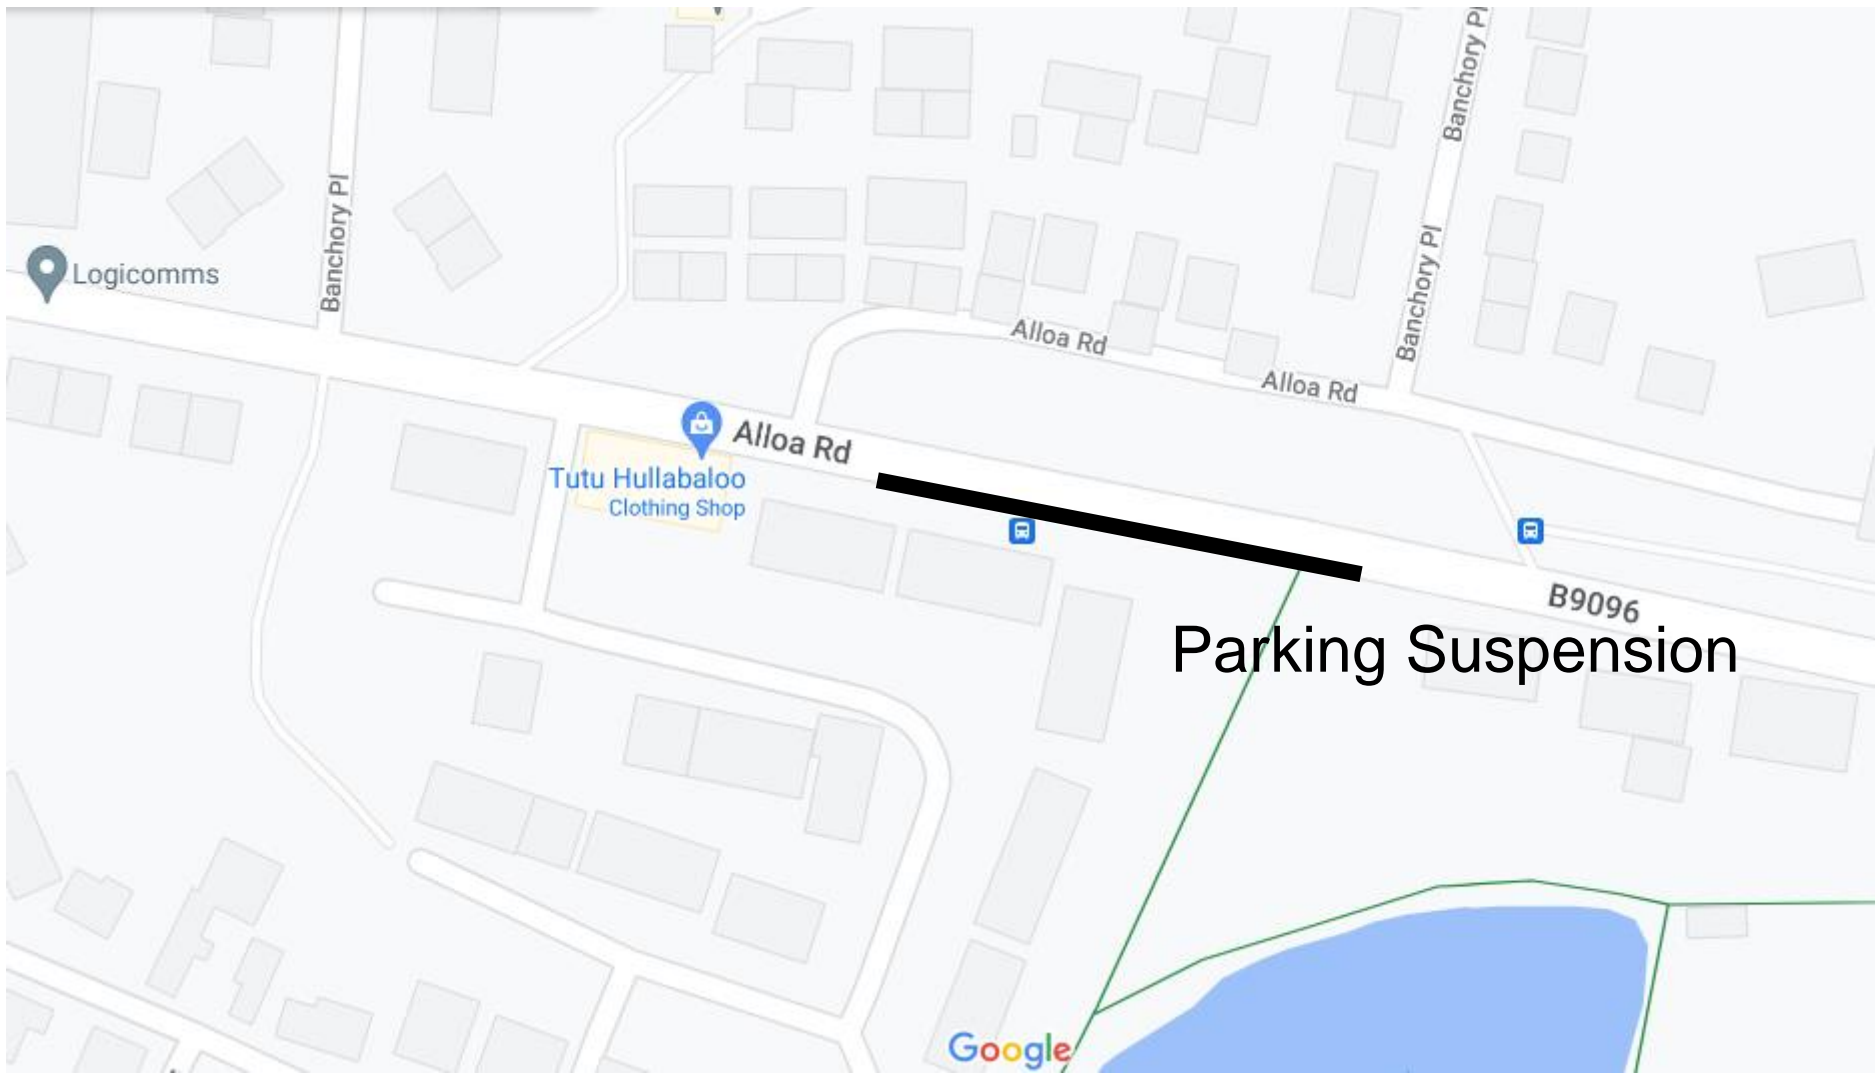 Banchory Pl
Banchory Pl
Logicomms
Banchory Pl
Alloa Rd
Alloa Rd
Alloa Rd
Tutu Hullabaloo
Clothing Shop
B9096
Parking Suspension
Google